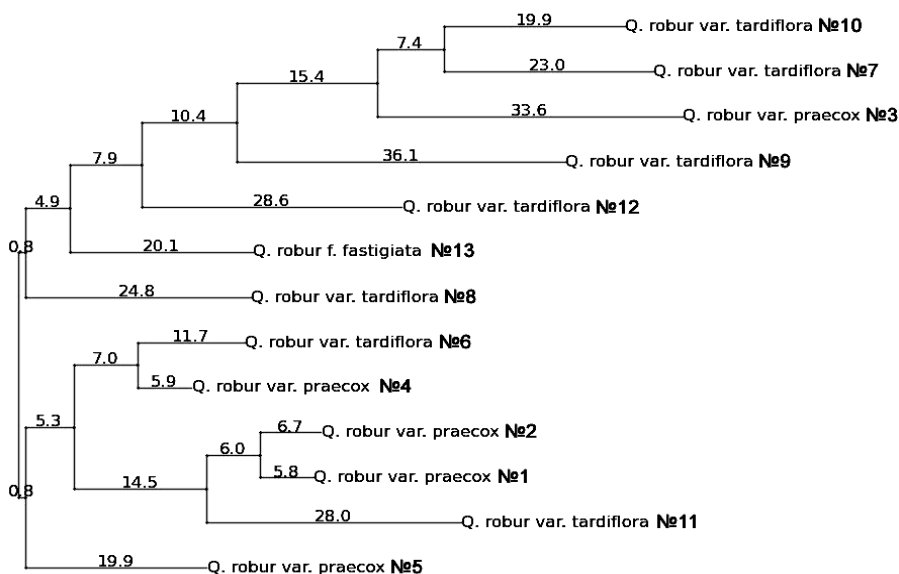 19.9
Q. robur var. tardiflora №10
7.4
23.0
Q. robur var. tardiflora №7
15.4
33.6
Q. robur var. praecox №3
10.4
36.1
Q. robur var. tardiflora №9
7.9
28.6
Q. robur var. tardiflora №12
4.9
20.1
Q. robur f. fastigiata №13
0.8
24.8
Q. robur var. tardiflora №8
11.7
Q. robur var. tardiflora №6
7.0
5.9
Q. robur var. praecox №4
5.3
6.7
Q. robur var. praecox №2
6.0
5.8
Q. robur var. praecox №1
14.5
28.0
Q. robur var. tardiflora №11
0.8
19.9
Q. robur var. praecox №5